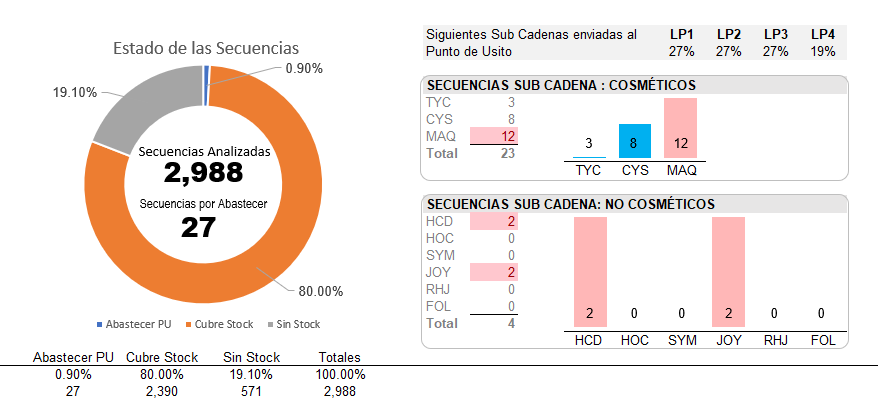 Estado de las Secuencias
0.90%
19.10%
Secuencias Analizadas
2,988
Secuencias por Abastecer
27
80.00%
Abastecer PU Cubre Stock Sin Stock
Abastecer PU Cubre Stock Sin Stock Totales
0.90% 80.00% 19.10% 100.00%
27 2,390 571 2,988
Siguientes Sub Cadenas enviadas al LP1 LP2 LP3 LP4
Punto de Usito 27% 27% 27% 19%
SECUENCIAS SUB CADENA : COSMÉTICOS
TYC 3
CYS 8
MAQ 12
Total 23
3 8 12
TYC CYS MAQ
SECUENCIAS SUB CADENA: NO COSMÉTICOS
HCD 2
HOC 0
SYM 0
JOY 2
RHJ 0
FOL 0
Total 4
2 0 0 2 0 0
HCD HOC SYM JOY RHJ FOL